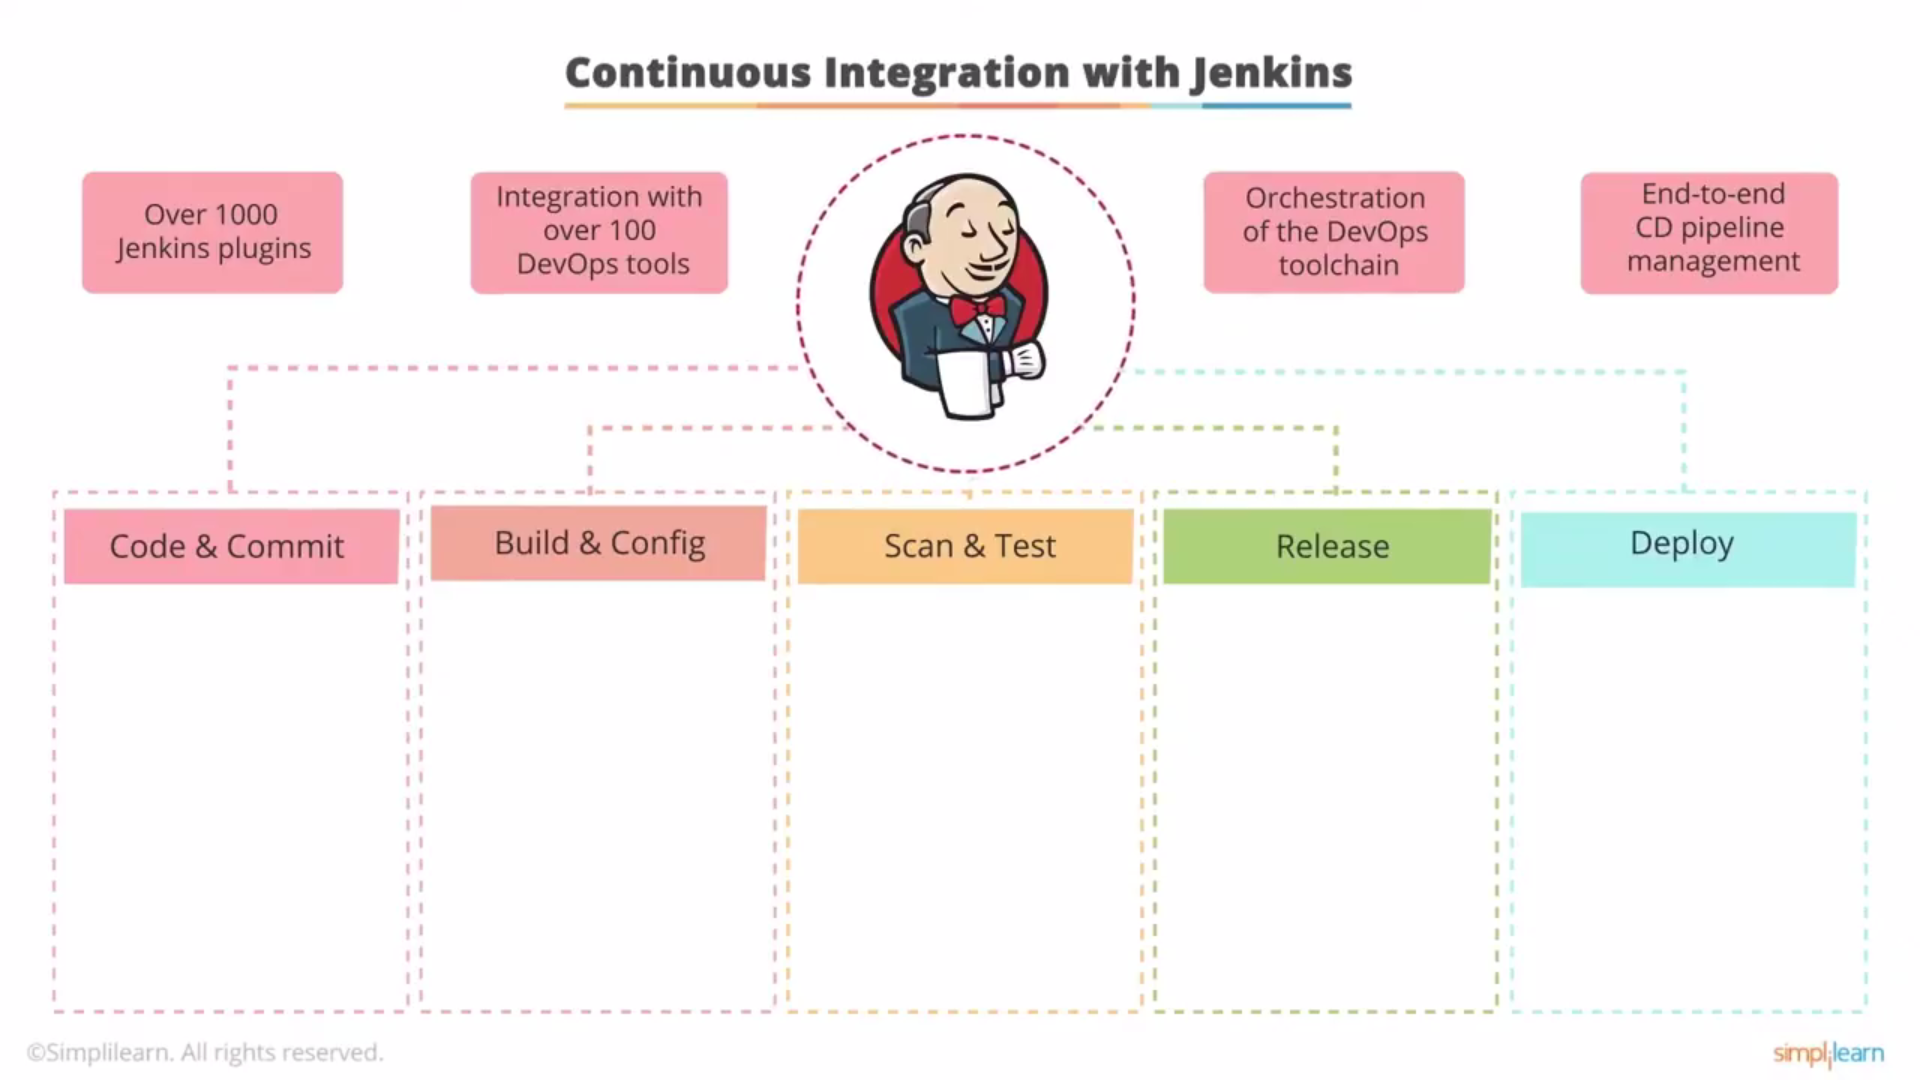 Continuous Integration with Jenkins
Over 1000
Jenkins plugins
Integration with
over 100
DevOps tools
Orchestration
of the DevOps
toolchain
End-to-end
CD pipeline
management
Code & Commit
Build & Config
Scan & Test
Release
Deploy
©Simplilearn. All rights reserved.
simplilearn